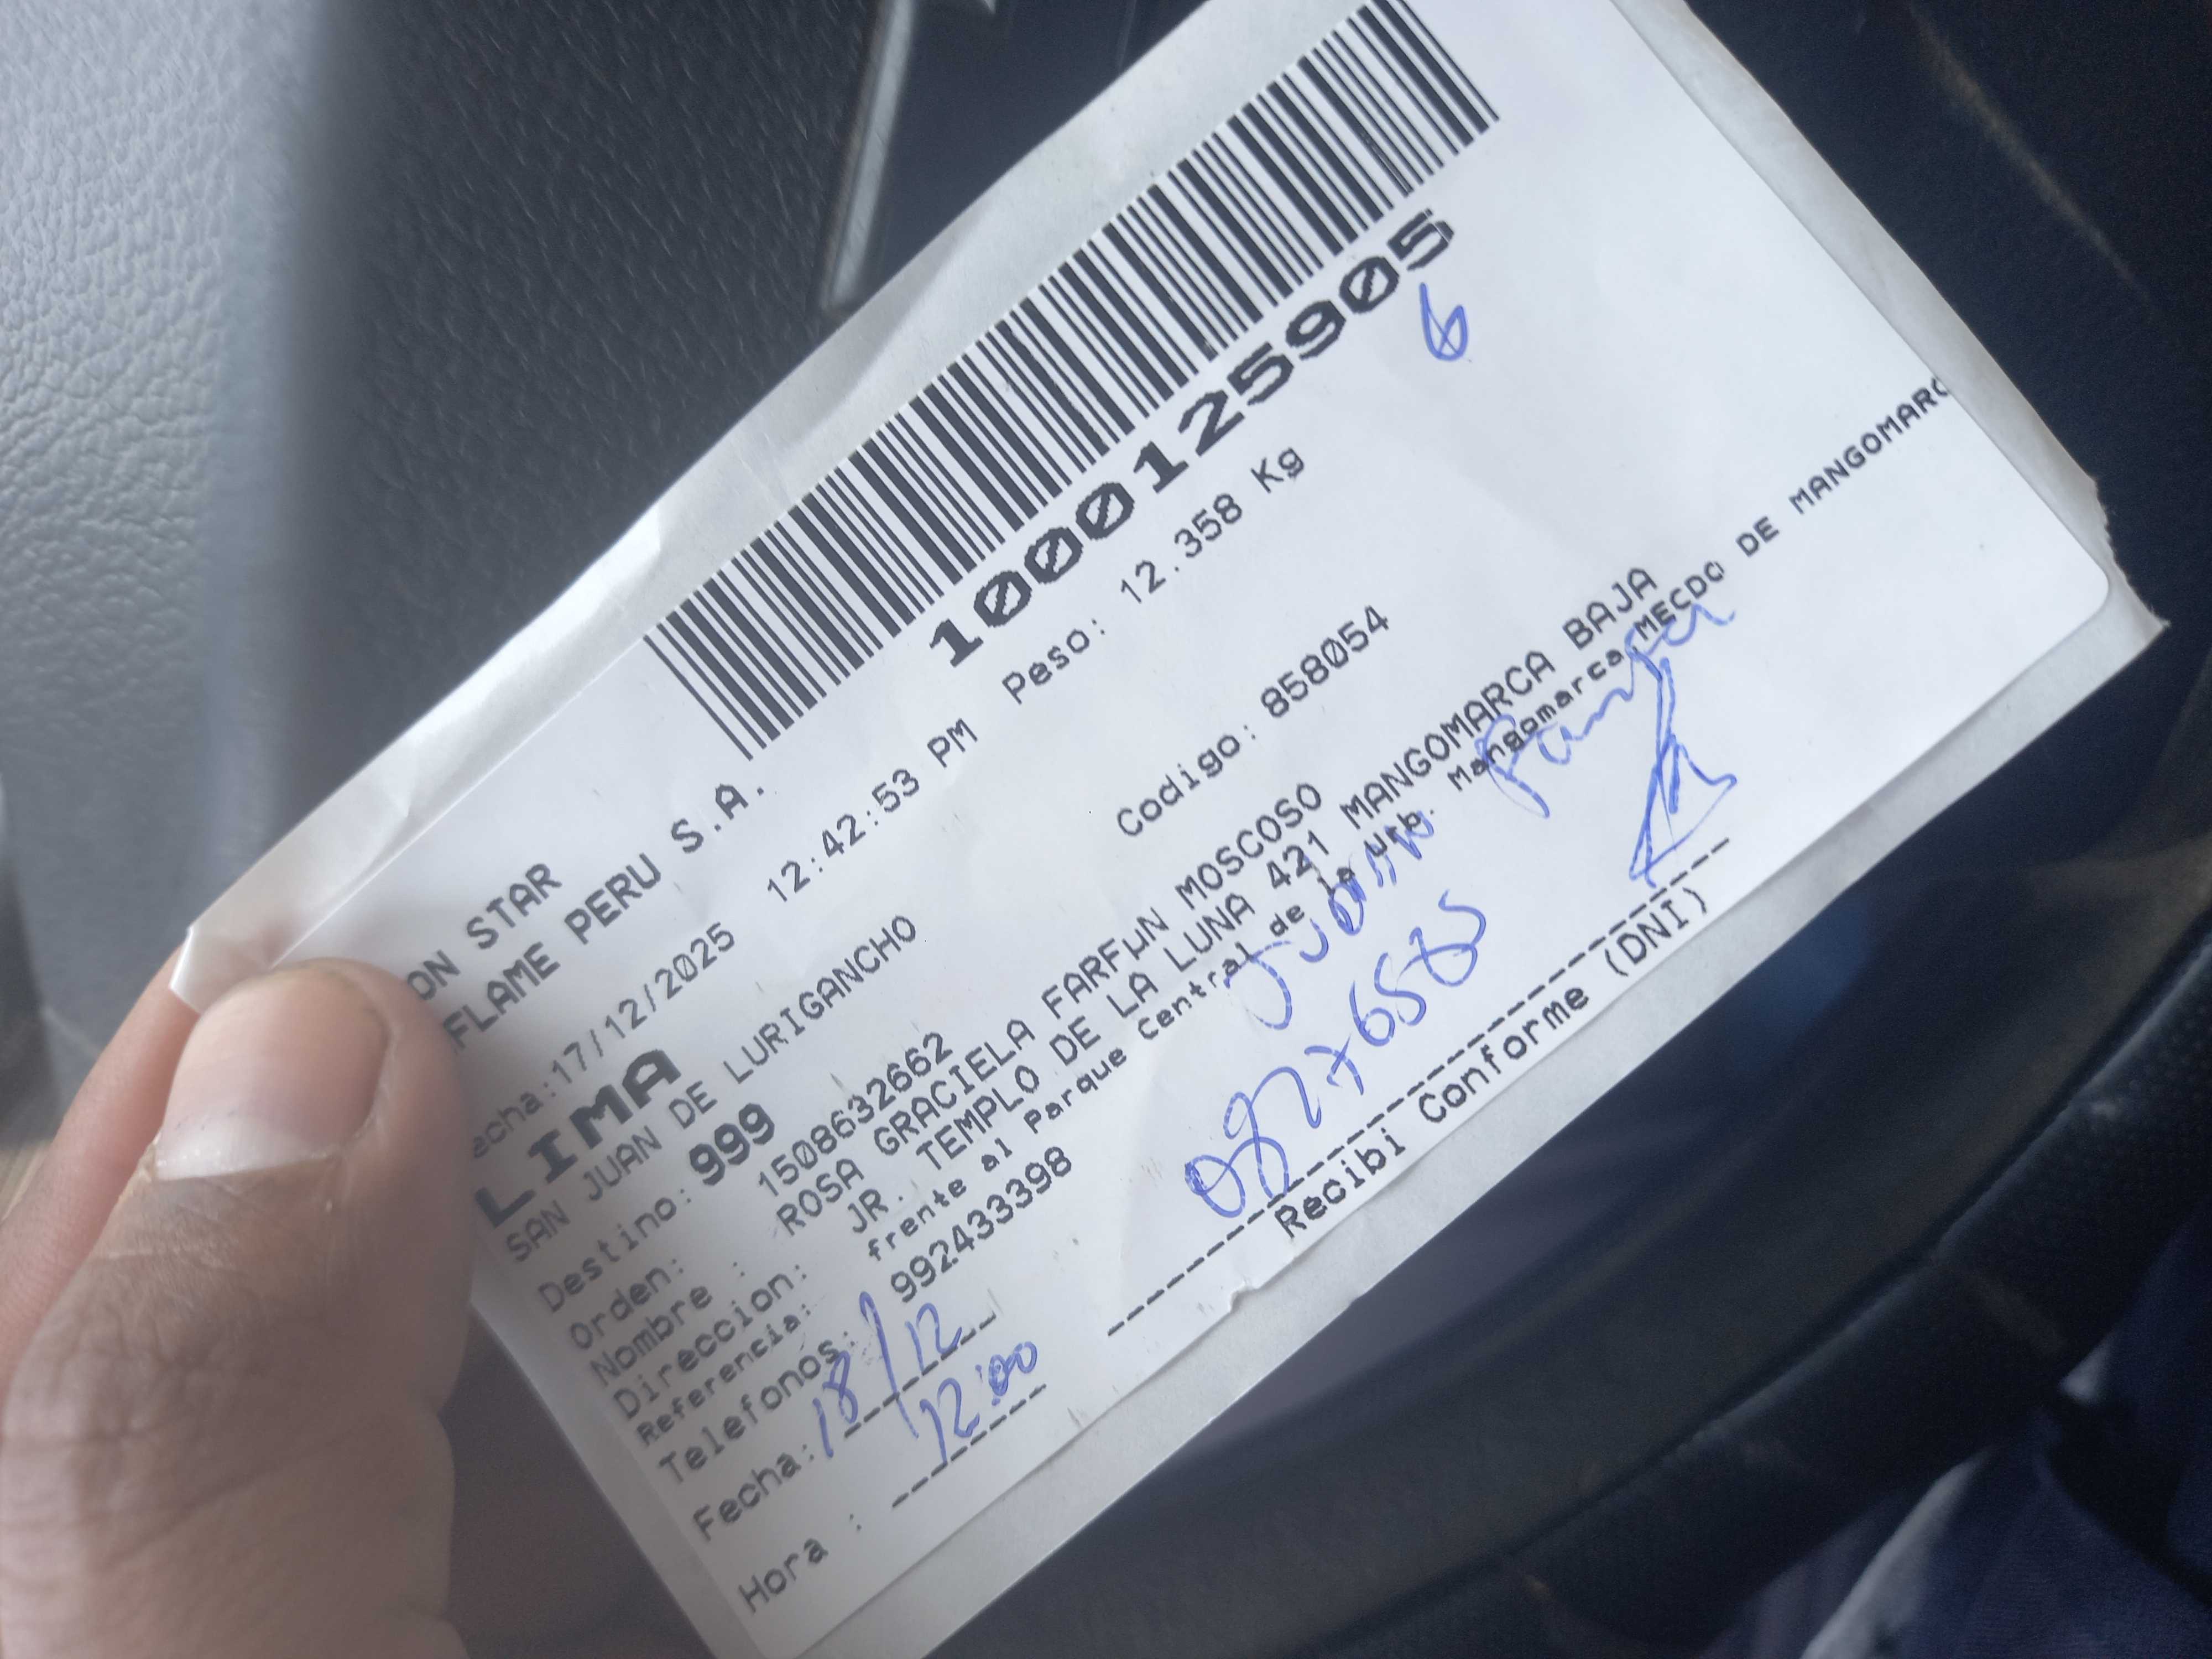 ON STAR
FLAME PERU S.A.
echa:17/12/2025 12:42:53 PM Peso: 12.358 Kg
1000125905
6
LIMA
SAN JUAN DE LURIGANCHO
Destino: 999
Codigo: 858054
Orden: 1508632662
Nombre : ROSA GRACIELA FARFµN MOSCOSO
Direccion: JR. TEMPLO DE LA LUNA 421 MANGOMARCA BAJA
Referencia: frente al Parque Central de la Urb. Mangomarca MECDO DE MANGOMARC
Telefonos: 992433398
Fecha: 18/12
Hora : 12:00
Recibi Conforme (DNI)